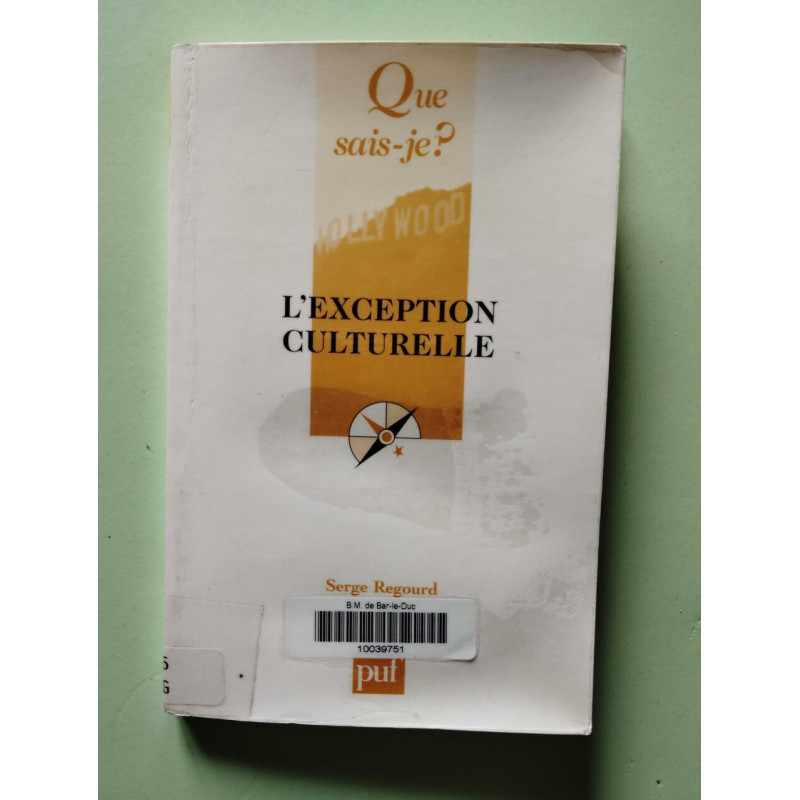 Que
sais-je?
HOLLYWOOD
L'EXCEPTION
CULTURELLE
Serge Regourd
B.M. de Bar-le-Duc
10039751
puf
S
G